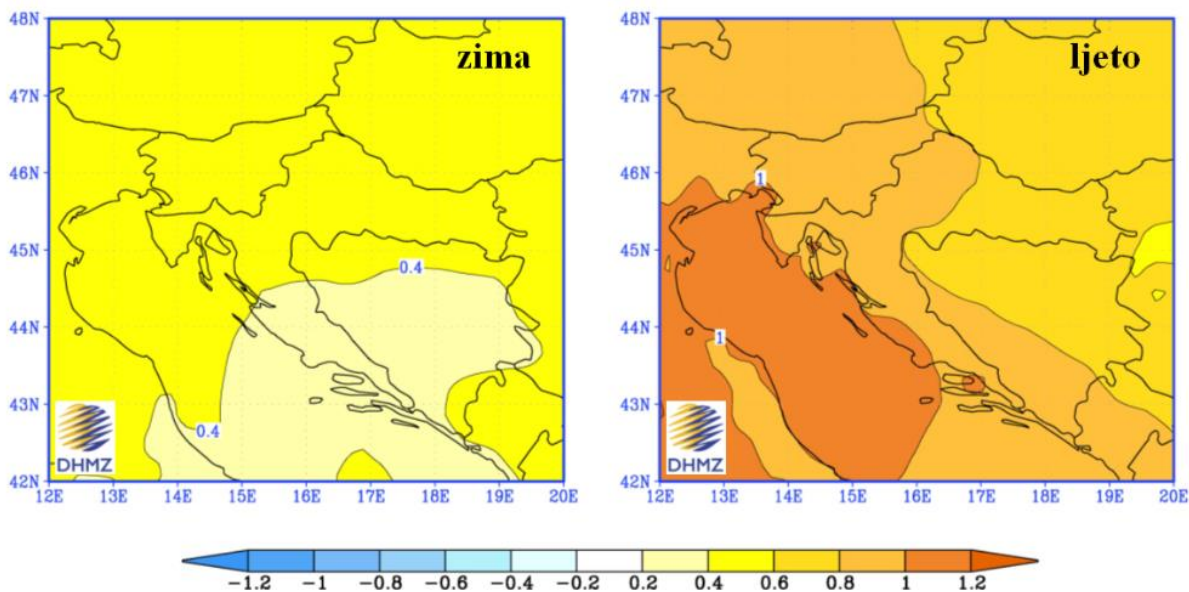 48N
47N
46N
45N
44N
43N
42N
12E 13E 14E 15E 16E 17E 18E 19E 20E
zima
0.4
0.4
DHMZ
48N
47N
46N
45N
44N
43N
42N
12E 13E 14E 15E 16E 17E 18E 19E 20E
ljeto
1
1
DHMZ
-1.2 -1 -0.8 -0.6 -0.4 -0.2 0.2 0.4 0.6 0.8 1 1.2